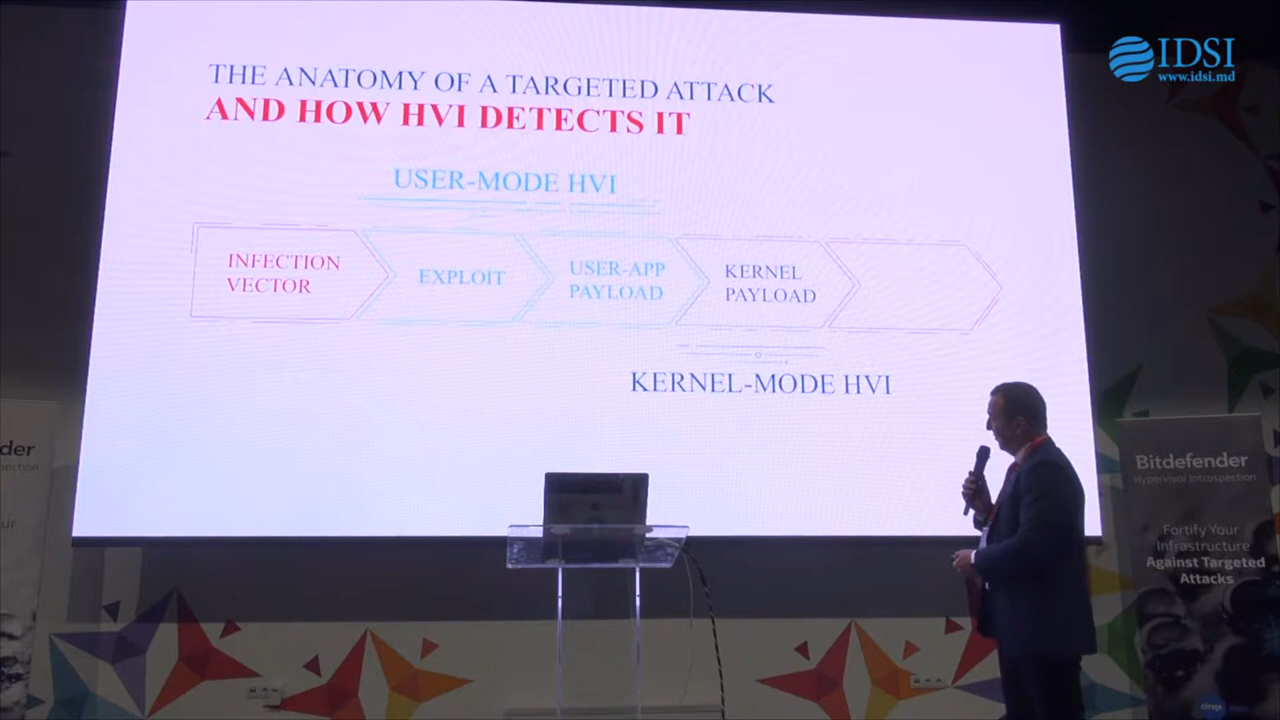 IDSI
www.idsi.md
THE ANATOMY OF A TARGETED ATTACK
AND HOW HVI DETECTS IT
USER-MODE HVI
INFECTION
VECTOR
EXPLOIT
USER-APP
PAYLOAD
KERNEL
PAYLOAD
KERNEL-MODE HVI
der
Bitdefender
Hypervisor Introspection
Fortify Your
Infrastructure
Against Targeted
Attacks
citrix